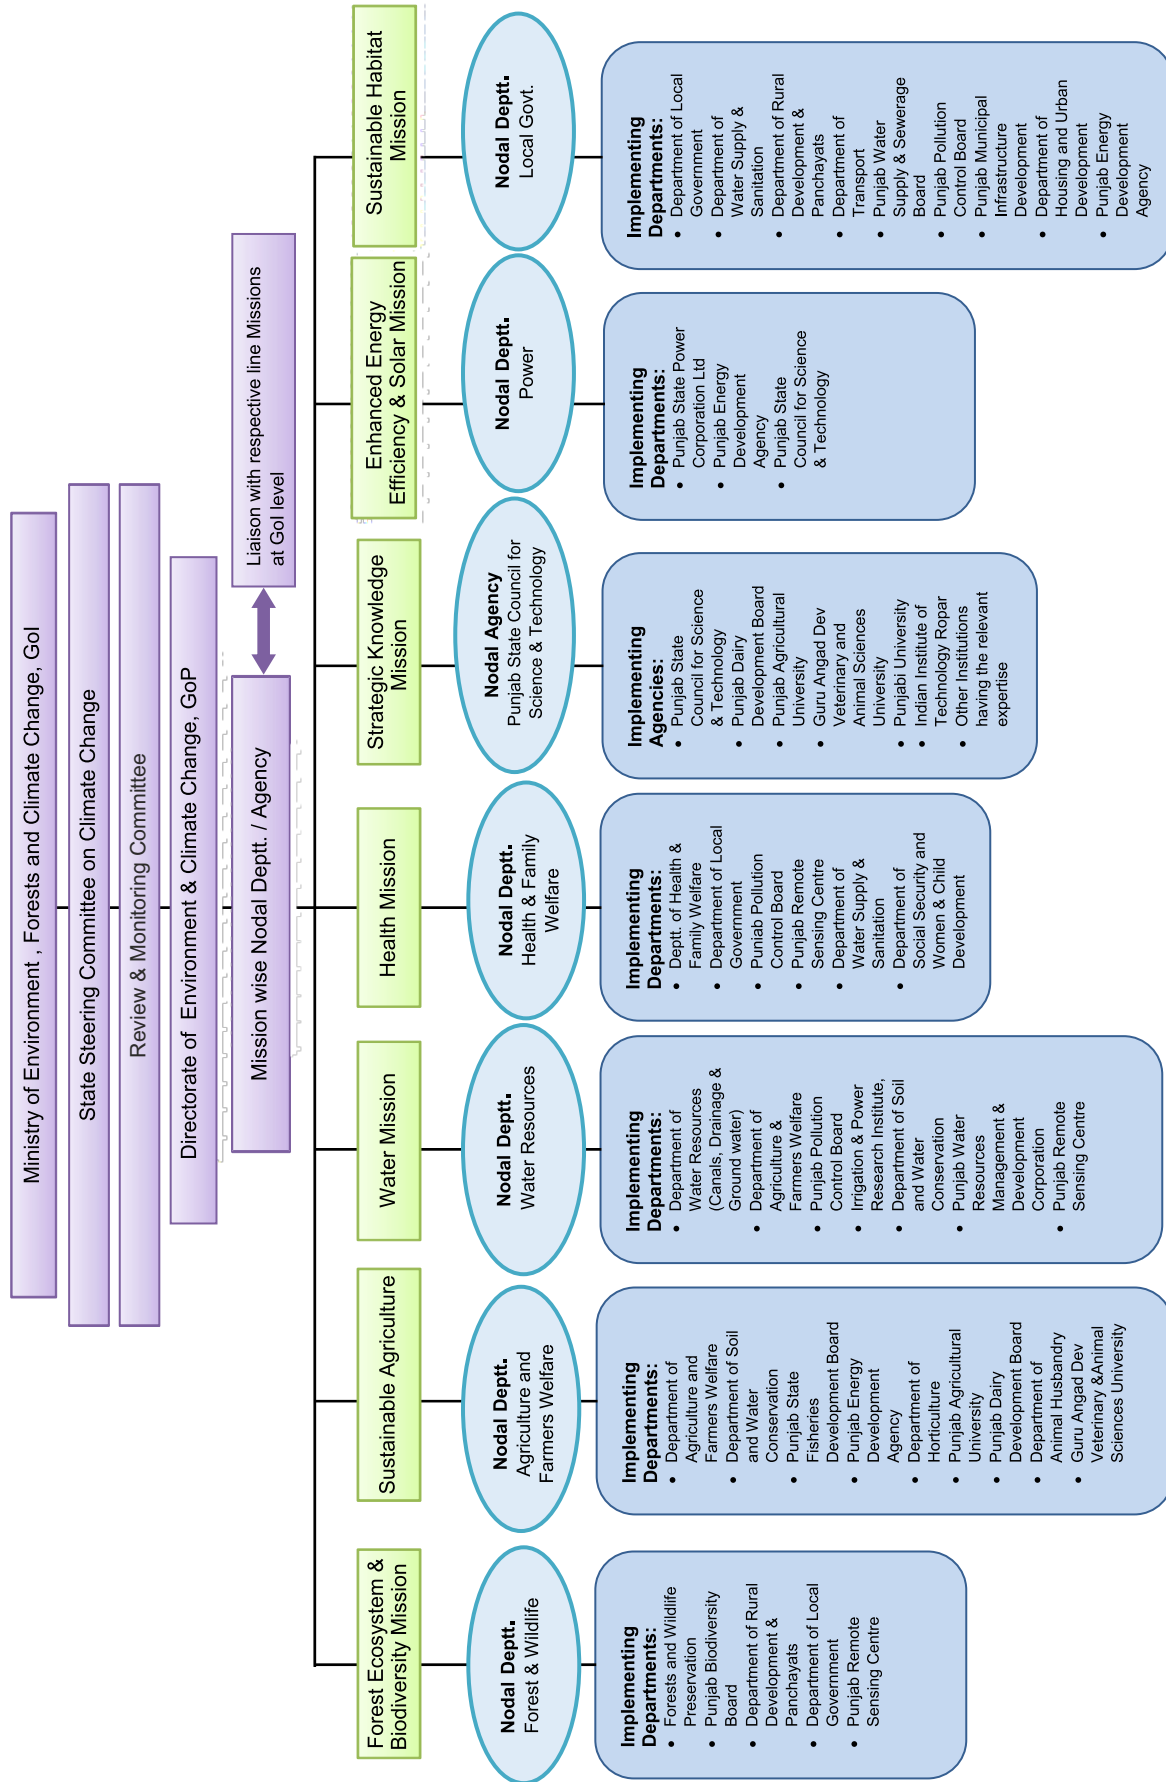 Ministry of Environment , Forests and Climate Change, GoI
State Steering Committee on Climate Change
Review & Monitoring Committee
Directorate of Environment & Climate Change, GoP
Mission wise Nodal Deptt. / Agency
Liaison with respective line Missions
at GoI level
Forest Ecosystem &
Biodiversity Mission
Nodal Deptt.
Forest & Wildlife
Implementing
Departments:
• Forests and Wildlife
Preservation
• Punjab Biodiversity
Board
• Department of Rural
Development &
Panchayats
• Department of Local
Government
• Punjab Remote
Sensing Centre
Sustainable Agriculture
Nodal Deptt.
Agriculture and
Farmers Welfare
Implementing
Departments:
• Department of
Agriculture and
Farmers Welfare
• Department of Soil
and Water
Conservation
• Punjab State
Fisheries
Development Board
• Punjab Energy
Development
Agency
• Department of
Horticulture
• Punjab Agricultural
University
• Punjab Dairy
Development Board
• Department of
Animal Husbandry
• Guru Angad Dev
Veterinary &Animal
Sciences University
Water Mission
Nodal Deptt.
Water Resources
Implementing
Departments:
• Department of
Water Resources
(Canals, Drainage &
Ground water)
• Department of
Agriculture &
Farmers Welfare
• Punjab Pollution
Control Board
• Irrigation & Power
Research Institute,
• Department of Soil
and Water
Conservation
• Punjab Water
Resources
Management &
Development
Corporation
• Punjab Remote
Sensing Centre
Health Mission
Nodal Deptt.
Health & Family
Welfare
Implementing
Departments:
• Deptt. of Health &
Family Welfare
• Department of Local
Government
• Punjab Pollution
Control Board
• Punjab Remote
Sensing Centre
• Department of
Water Supply &
Sanitation
• Department of
Social Security and
Women & Child
Development
Strategic Knowledge
Mission
Nodal Agency
Punjab State Council for
Science & Technology
Implementing
Agencies:
• Punjab State
Council for Science
& Technology
• Punjab Dairy
Development Board
• Punjab Agricultural
University
• Guru Angad Dev
Veterinary and
Animal Sciences
University
• Punjabi University
• Indian Institute of
Technology Ropar
• Other Institutions
having the relevant
expertise
Enhanced Energy
Efficiency & Solar Mission
Nodal Deptt.
Power
Implementing
Departments:
• Punjab State Power
Corporation Ltd
• Punjab Energy
Development
Agency
• Punjab State
Council for Science
& Technology
Sustainable Habitat
Mission
Nodal Deptt.
Local Govt.
Implementing
Departments:
• Department of Local
Government
• Department of
Water Supply &
Sanitation
• Department of Rural
Development &
Panchayats
• Department of
Transport
• Punjab Water
Supply & Sewerage
Board
• Punjab Pollution
Control Board
• Punjab Municipal
Infrastructure
Development
• Department of
Housing and Urban
Development
• Punjab Energy
Development
Agency